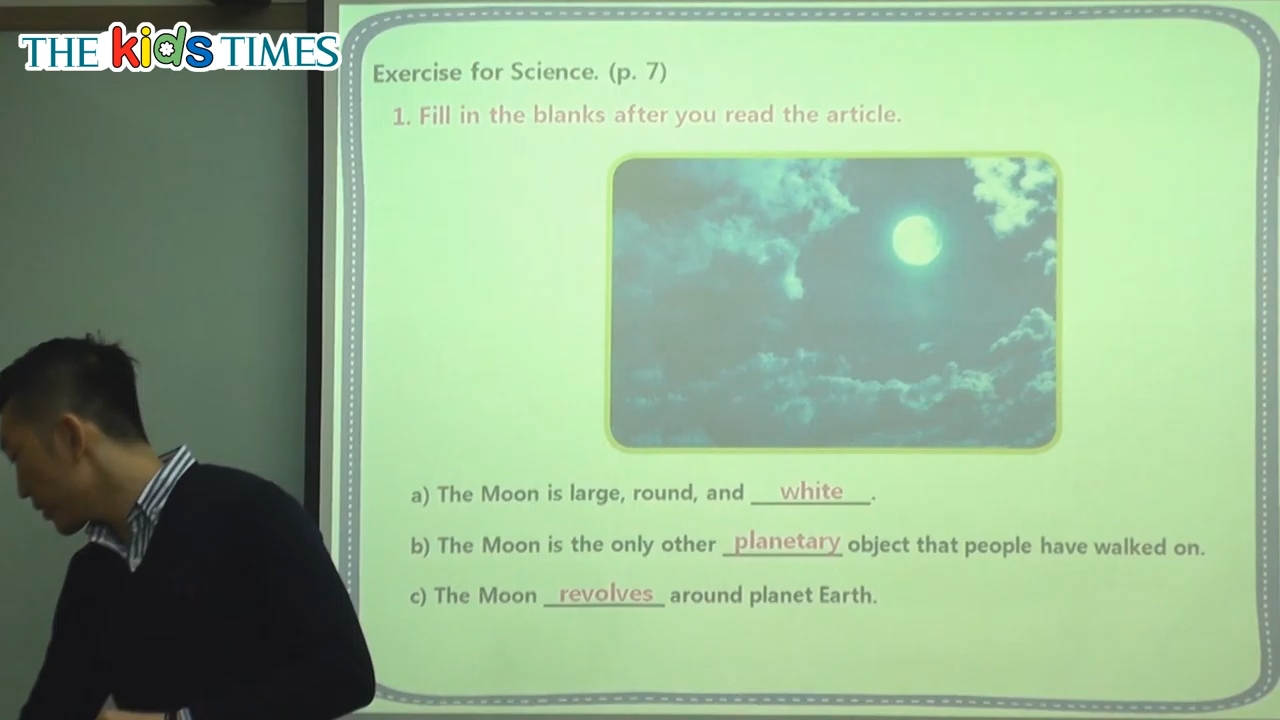 THE kids TIMES
Exercise for Science. (p. 7)
1. Fill in the blanks after you read the article.
a) The Moon is large, round, and white.
b) The Moon is the only other planetary object that people have walked on.
c) The Moon revolves around planet Earth.